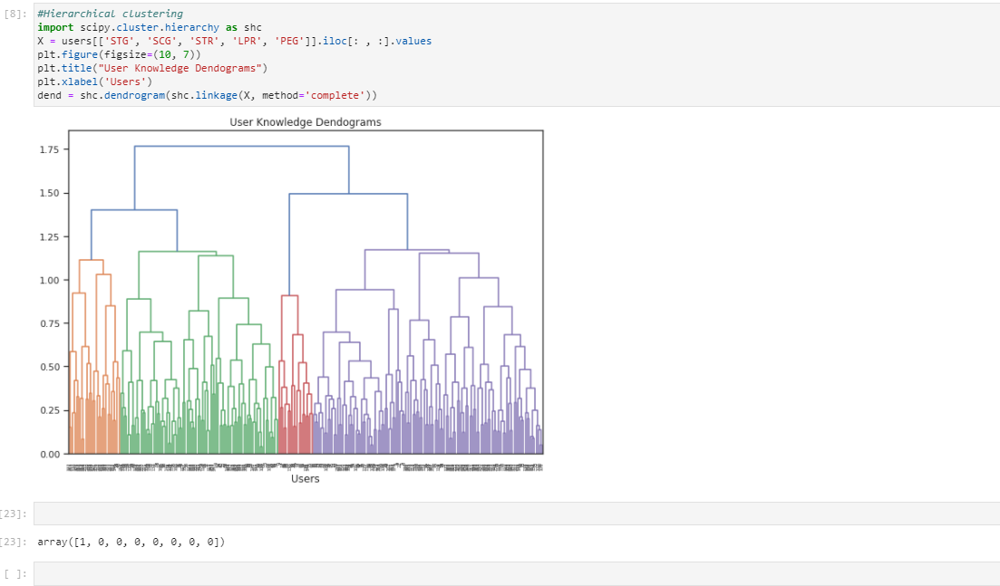 [8]: #Hierarchical clustering
import scipy.cluster.hierarchy as shc
X = users[['STG', 'SCG', 'STR', 'LPR', 'PEG']].iloc[: , :].values
plt.figure(figsize=(10, 7))
plt.title("User Knowledge Dendograms")
plt.xlabel('Users')
dend = shc.dendrogram(shc.linkage(X, method='complete'))
User Knowledge Dendograms
1.75
1.50
1.25
1.00
0.75
0.50
0.25
0.00
Users
[23]:
[23]: array([1, 0, 0, 0, 0, 0, 0, 0])
[ ]: